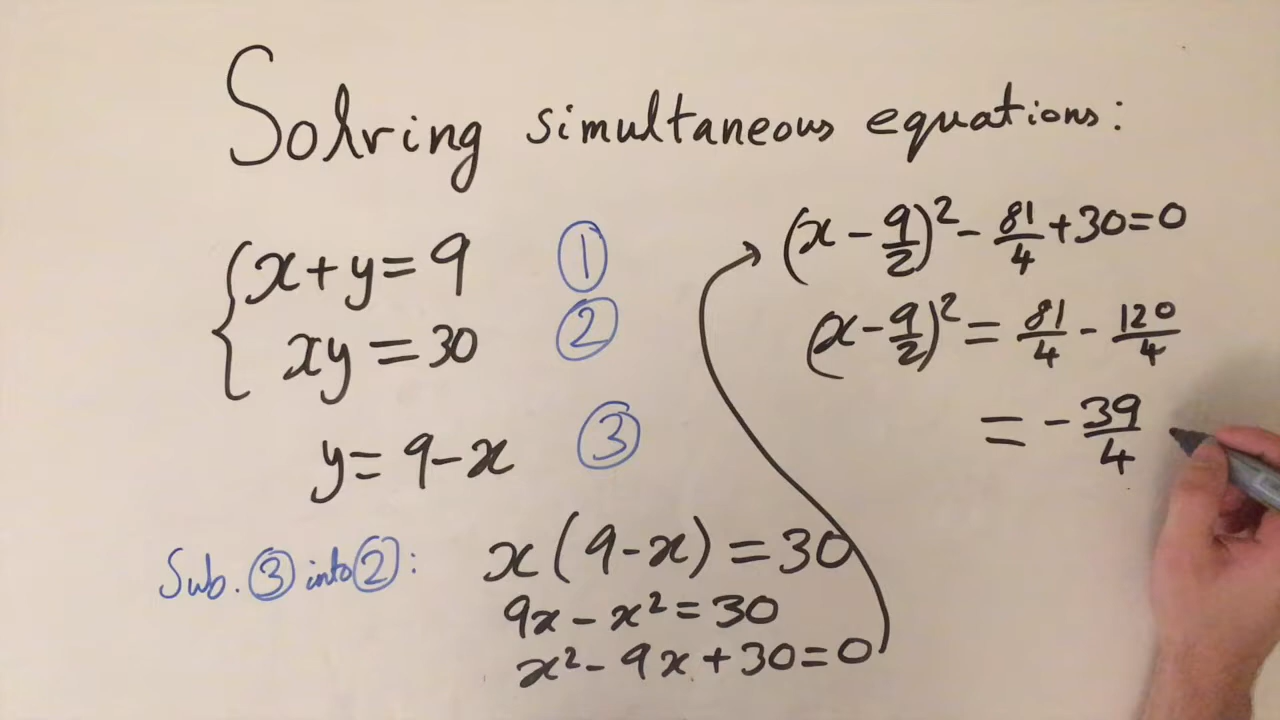 Solving simultaneous equations:
x+y=9 ①
xy=30 ②
y=9-x ③
Sub. ③ into ②: x(9-x)=30
9x-x²=30
x²-9x+30=0
(x-9/2)²-81/4+30=0
(x-9/2)²=81/4-120/4
=-39/4